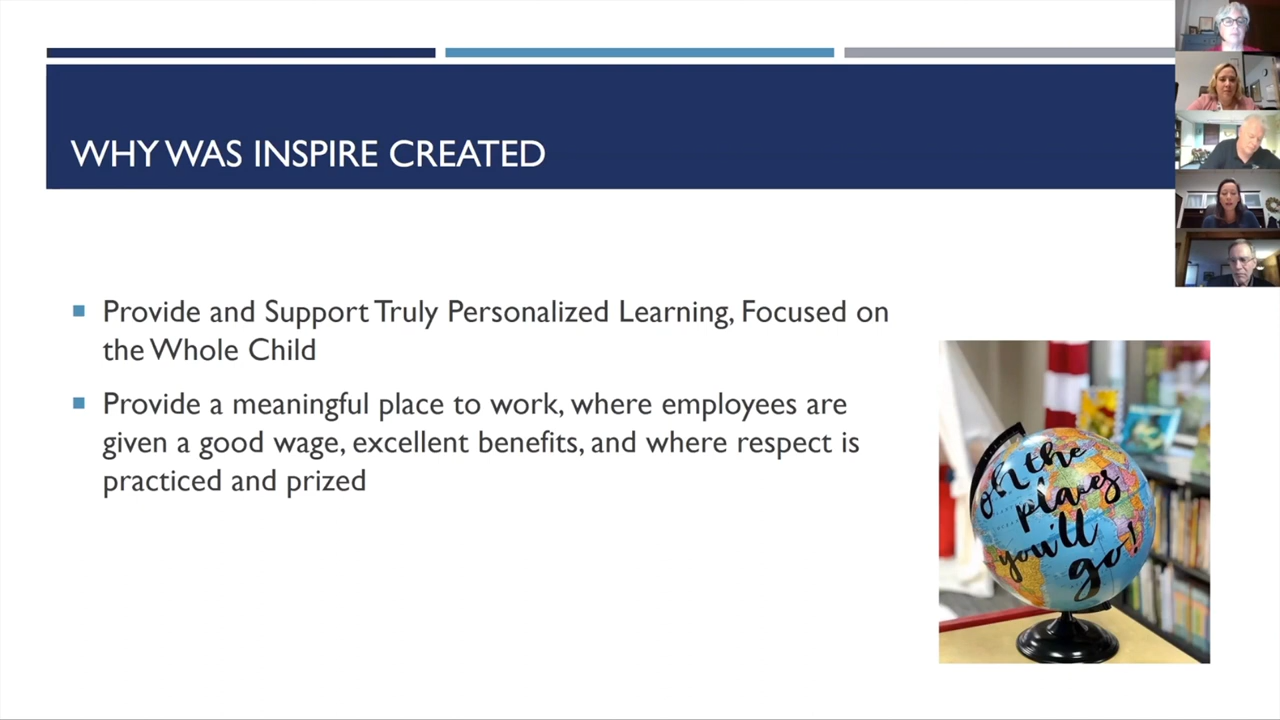 WHY WAS INSPIRE CREATED
Provide and Support Truly Personalized Learning, Focused on
the Whole Child
Provide a meaningful place to work, where employees are
given a good wage, excellent benefits, and where respect is
practiced and prized
oh the
places
you'll
go!